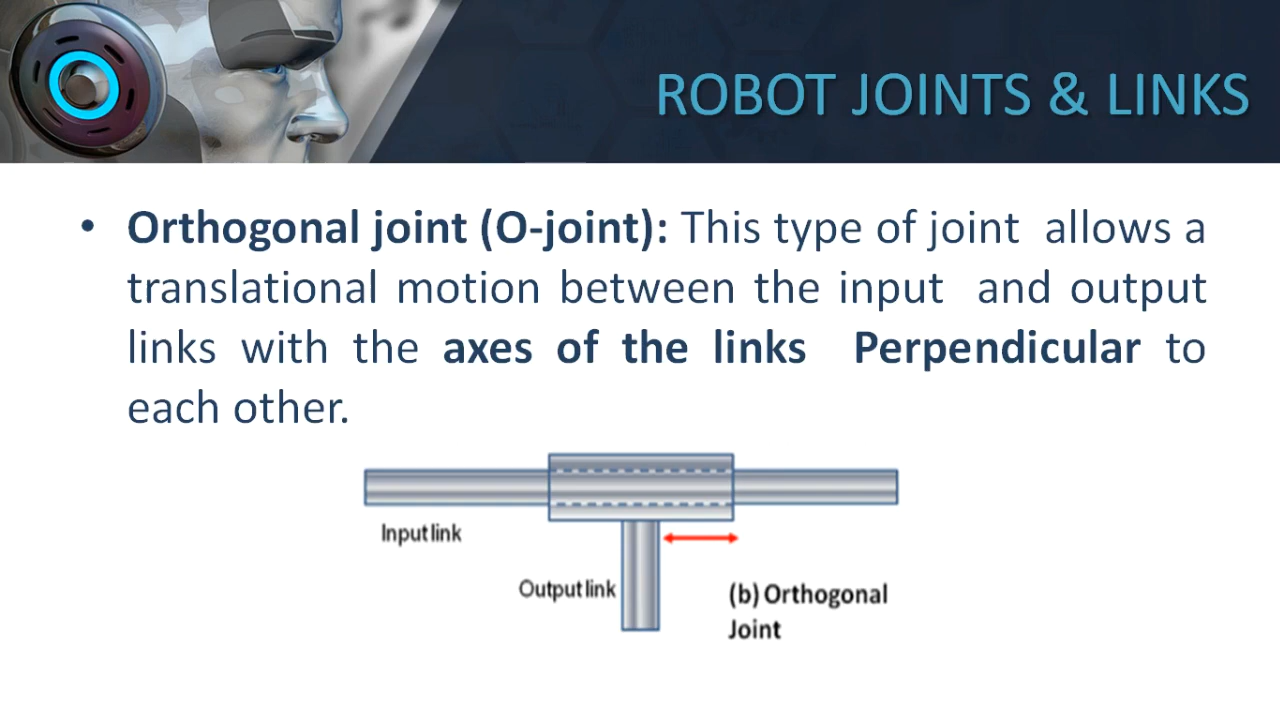 ROBOT JOINTS & LINKS
• Orthogonal joint (O-joint): This type of joint allows a
translational motion between the input and output
links with the axes of the links Perpendicular to
each other.
Input link
Output link
(b) Orthogonal
Joint